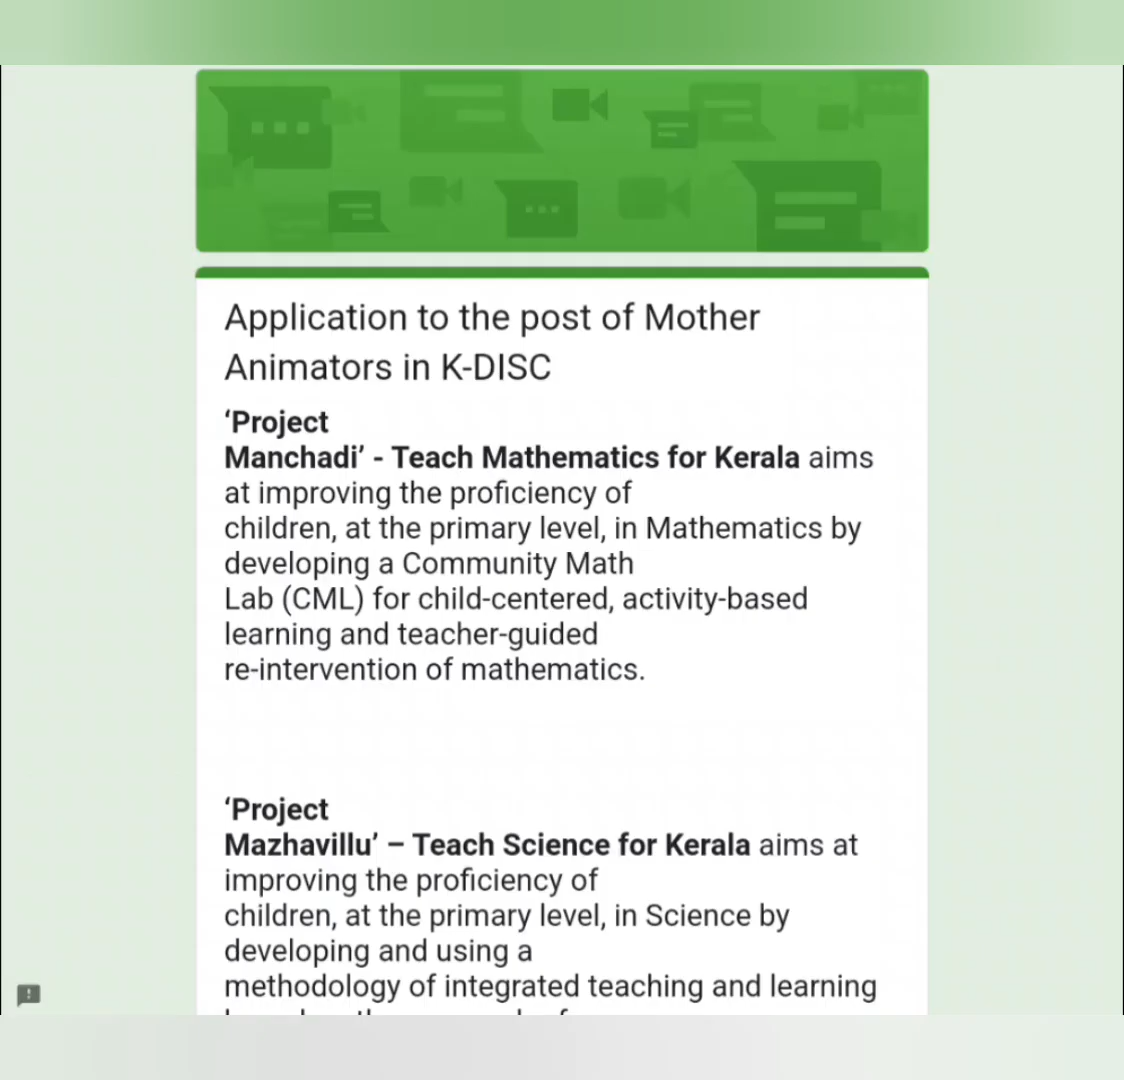 Application to the post of Mother
Animators in K-DISC
‘Project
Manchadi’ - Teach Mathematics for Kerala aims
at improving the proficiency of
children, at the primary level, in Mathematics by
developing a Community Math
Lab (CML) for child-centered, activity-based
learning and teacher-guided
re-intervention of mathematics.
‘Project
Mazhavillu’ – Teach Science for Kerala aims at
improving the proficiency of
children, at the primary level, in Science by
developing and using a
methodology of integrated teaching and learning